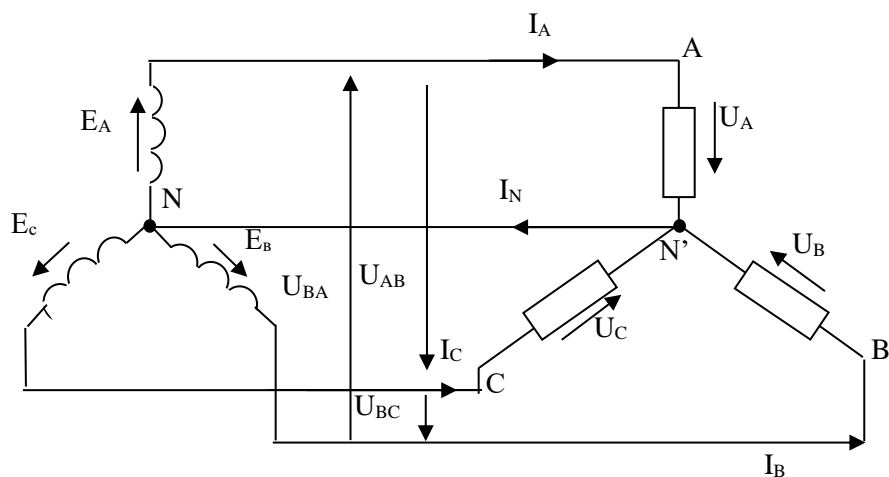 I_A
A
E_A
U_A
N
I_N
E_c
E_B
N’
U_B
U_BA
U_AB
U_C
I_C
B
C
U_BC
I_B